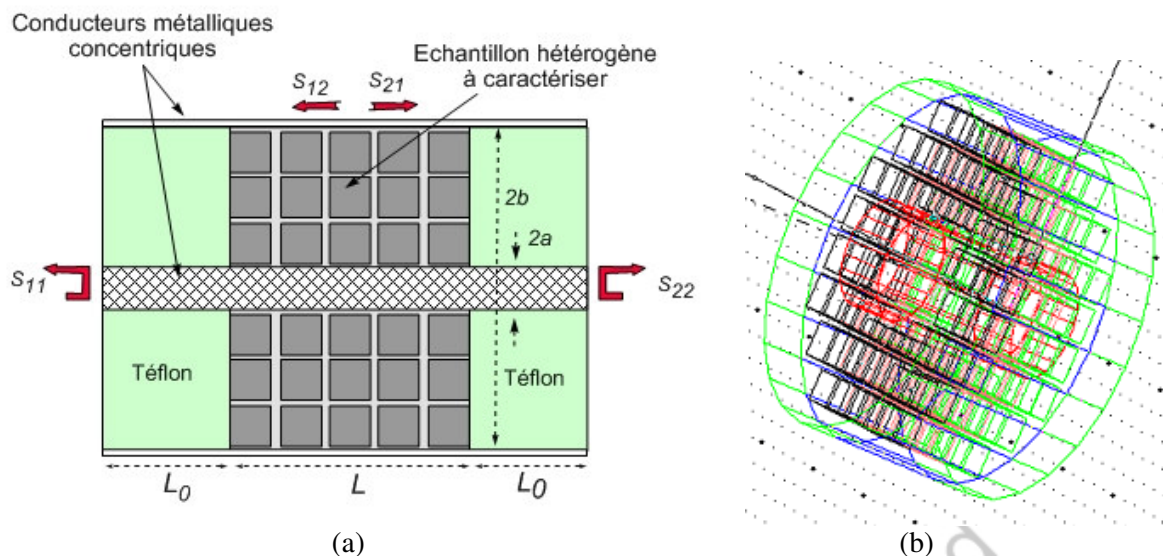 Conducteurs métalliques
concentriques
Echantillon hétérogène
à caractériser
S12
S21
2b
2a
S11
S22
Téflon
Téflon
L0
L
L0
(a)
(b)